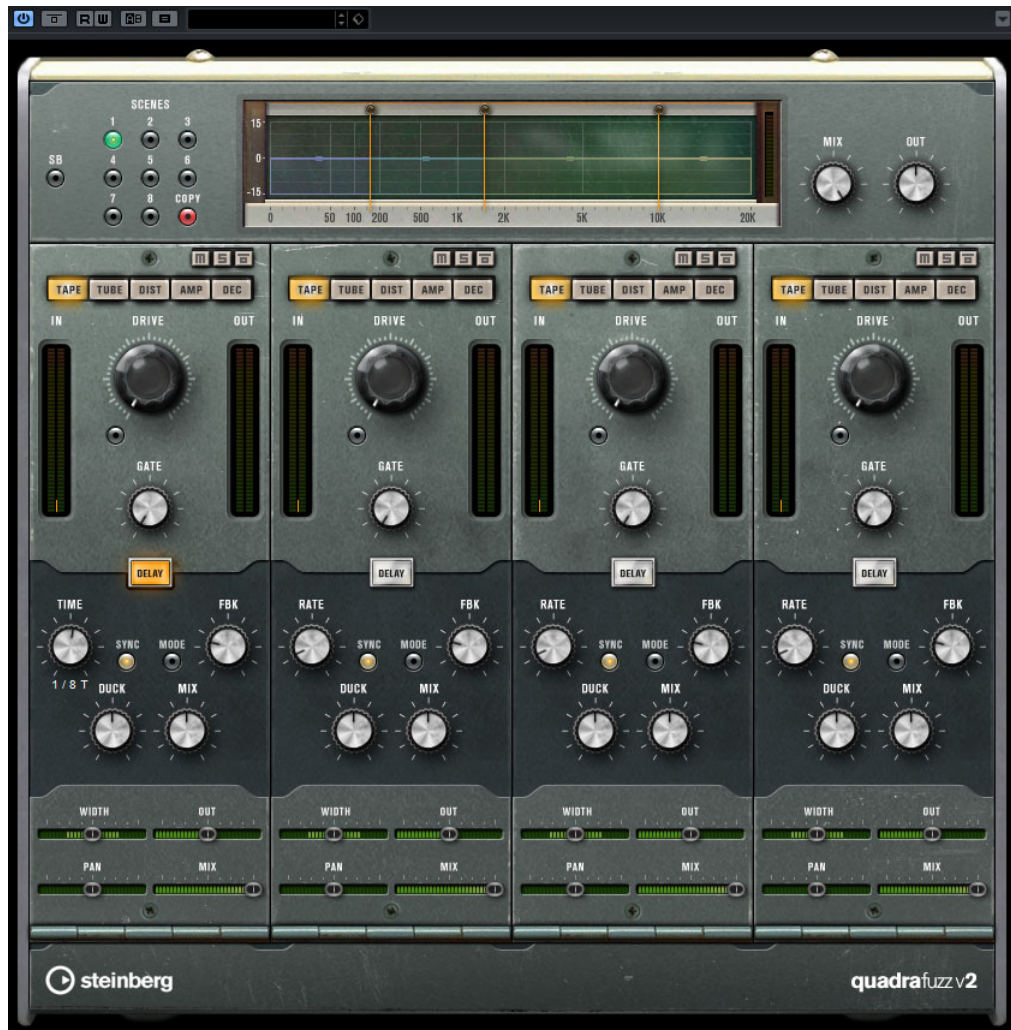 R W A B
SCENES
1 2 3
SB 4 5 6
7 8 COPY
15
0
-15
0 50 100 200 500 1K 2K 5K 10K 20K
MIX OUT
M S M S M S M S
TAPE TUBE DIST AMP DEC TAPE TUBE DIST AMP DEC TAPE TUBE DIST AMP DEC TAPE TUBE DIST AMP DEC
IN DRIVE OUT IN DRIVE OUT IN DRIVE OUT IN DRIVE OUT
GATE GATE GATE GATE
DELAY DELAY DELAY DELAY
TIME FBK RATE FBK RATE FBK RATE FBK
SYNC MODE SYNC MODE SYNC MODE SYNC MODE
1 / 8 T
DUCK MIX DUCK MIX DUCK MIX DUCK MIX
WIDTH OUT WIDTH OUT WIDTH OUT WIDTH OUT
PAN MIX PAN MIX PAN MIX PAN MIX
steinberg quadrafuzz v2